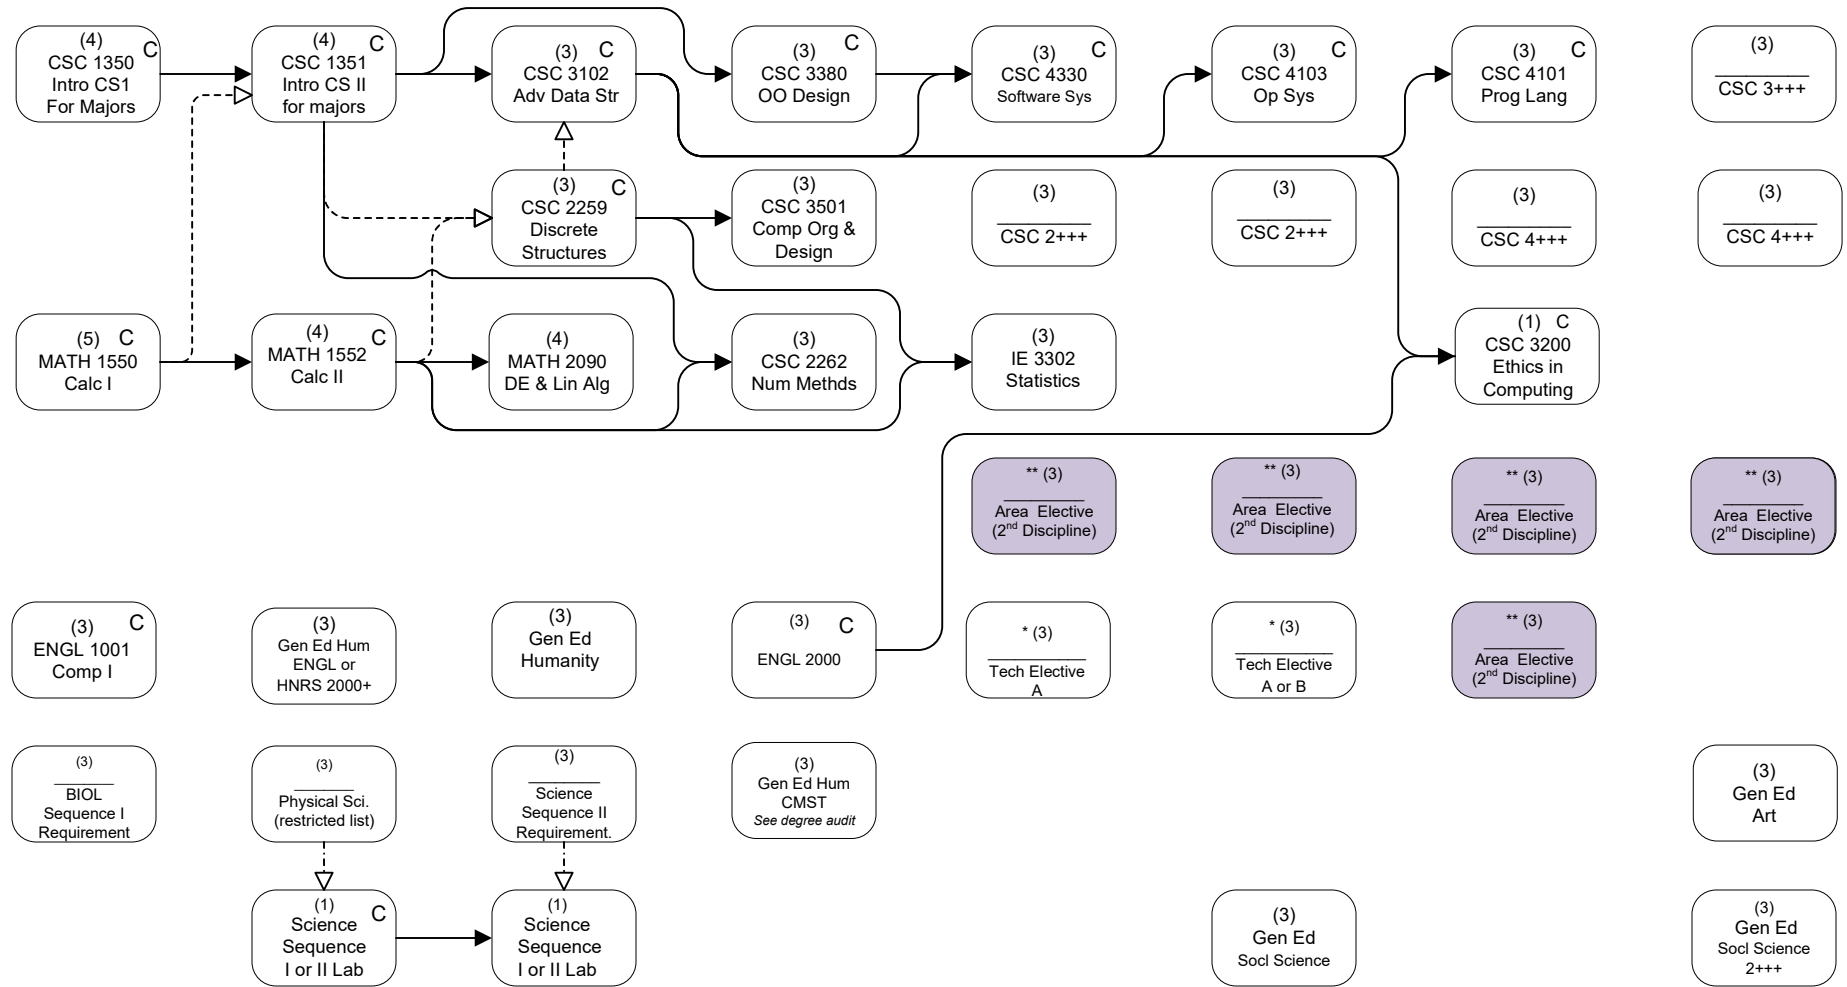 (4) C
CSC 1350
Intro CS1
For Majors
(4) C
CSC 1351
Intro CS II
for majors
(3) C
CSC 3102
Adv Data Str
(3) C
CSC 3380
OO Design
(3) C
CSC 4330
Software Sys
(3) C
CSC 4103
Op Sys
(3) C
CSC 4101
Prog Lang
(3)
CSC 3+++
(3) C
CSC 2259
Discrete
Structures
(3)
CSC 3501
Comp Org &
Design
(3)
CSC 2+++
(3)
CSC 2+++
(3)
CSC 4+++
(3)
CSC 4+++
(5) C
MATH 1550
Calc I
(4) C
MATH 1552
Calc II
(4)
MATH 2090
DE & Lin Alg
(3) C
CSC 2262
Num Methds
(3)
IE 3302
Statistics
(1) C
CSC 3200
Ethics in
Computing
** (3)
Area Elective
(2nd Discipline)
** (3)
Area Elective
(2nd Discipline)
** (3)
Area Elective
(2nd Discipline)
** (3)
Area Elective
(2nd Discipline)
(3) C
ENGL 1001
Comp I
(3)
Gen Ed Hum
ENGL or
HNRS 2000+
(3)
Gen Ed
Humanity
(3) C
ENGL 2000
* (3)
Tech Elective
A
* (3)
Tech Elective
A or B
** (3)
Area Elective
(2nd Discipline)
(3)
BIOL
Sequence I
Requirement
(3)
Physical Sci.
(restricted list)
(3)
Science
Sequence II
Requirement.
(3)
Gen Ed Hum
CMST
See degree audit
(3)
Gen Ed
Art
(1) C
Science
Sequence
I or II Lab
(1)
Science
Sequence
I or II Lab
(3)
Gen Ed
Socl Science
(3)
Gen Ed
Socl Science
2+++